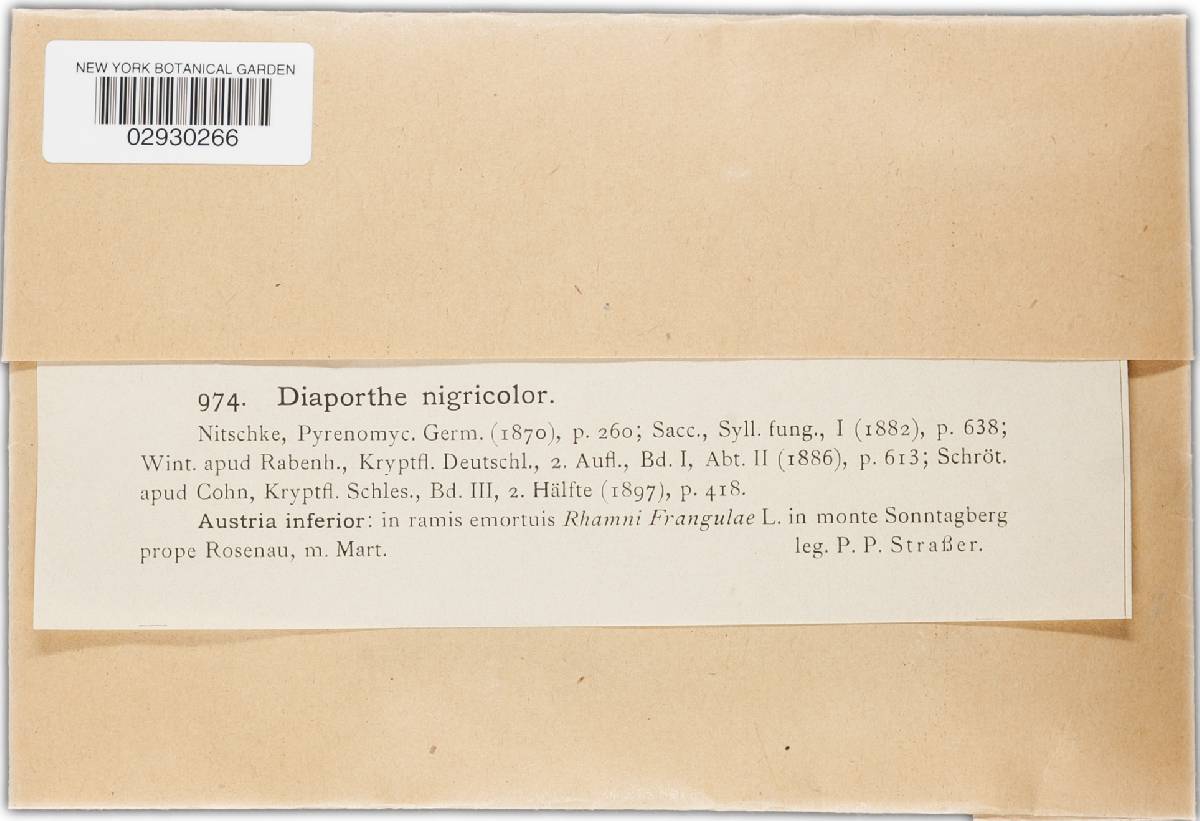 NEW YORK BOTANICAL GARDEN
02930266
974. Diaporthe nigricolor.
Nitschke, Pyrenomyc. Germ. (1870), p. 260; Sacc., Syll. fung., I (1882), p. 638;
Wint. apud Rabenh., Kryptfl. Deutschl., 2. Aufl., Bd. I, Abt. II (1886), p. 613; Schröt.
apud Cohn, Kryptfl. Schles., Bd. III, 2. Hälfte (1897), p. 418.
Austria inferior: in ramis emortuis Rhamni Frangulae L. in monte Sonntagberg
prope Rosenau, m. Mart. leg. P. P. Straßer.